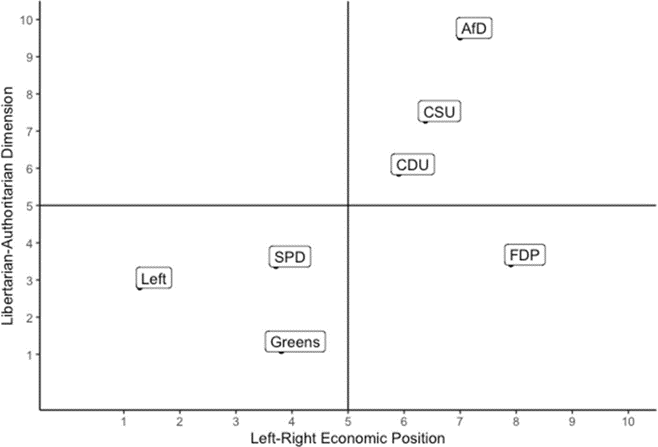 10
9
8
7
6
5
4
3
2
1
Libertarian-Authoritarian Dimension
AfD
CSU
CDU
SPD
FDP
Left
Greens
1 2 3 4 5 6 7 8 9 10
Left-Right Economic Position